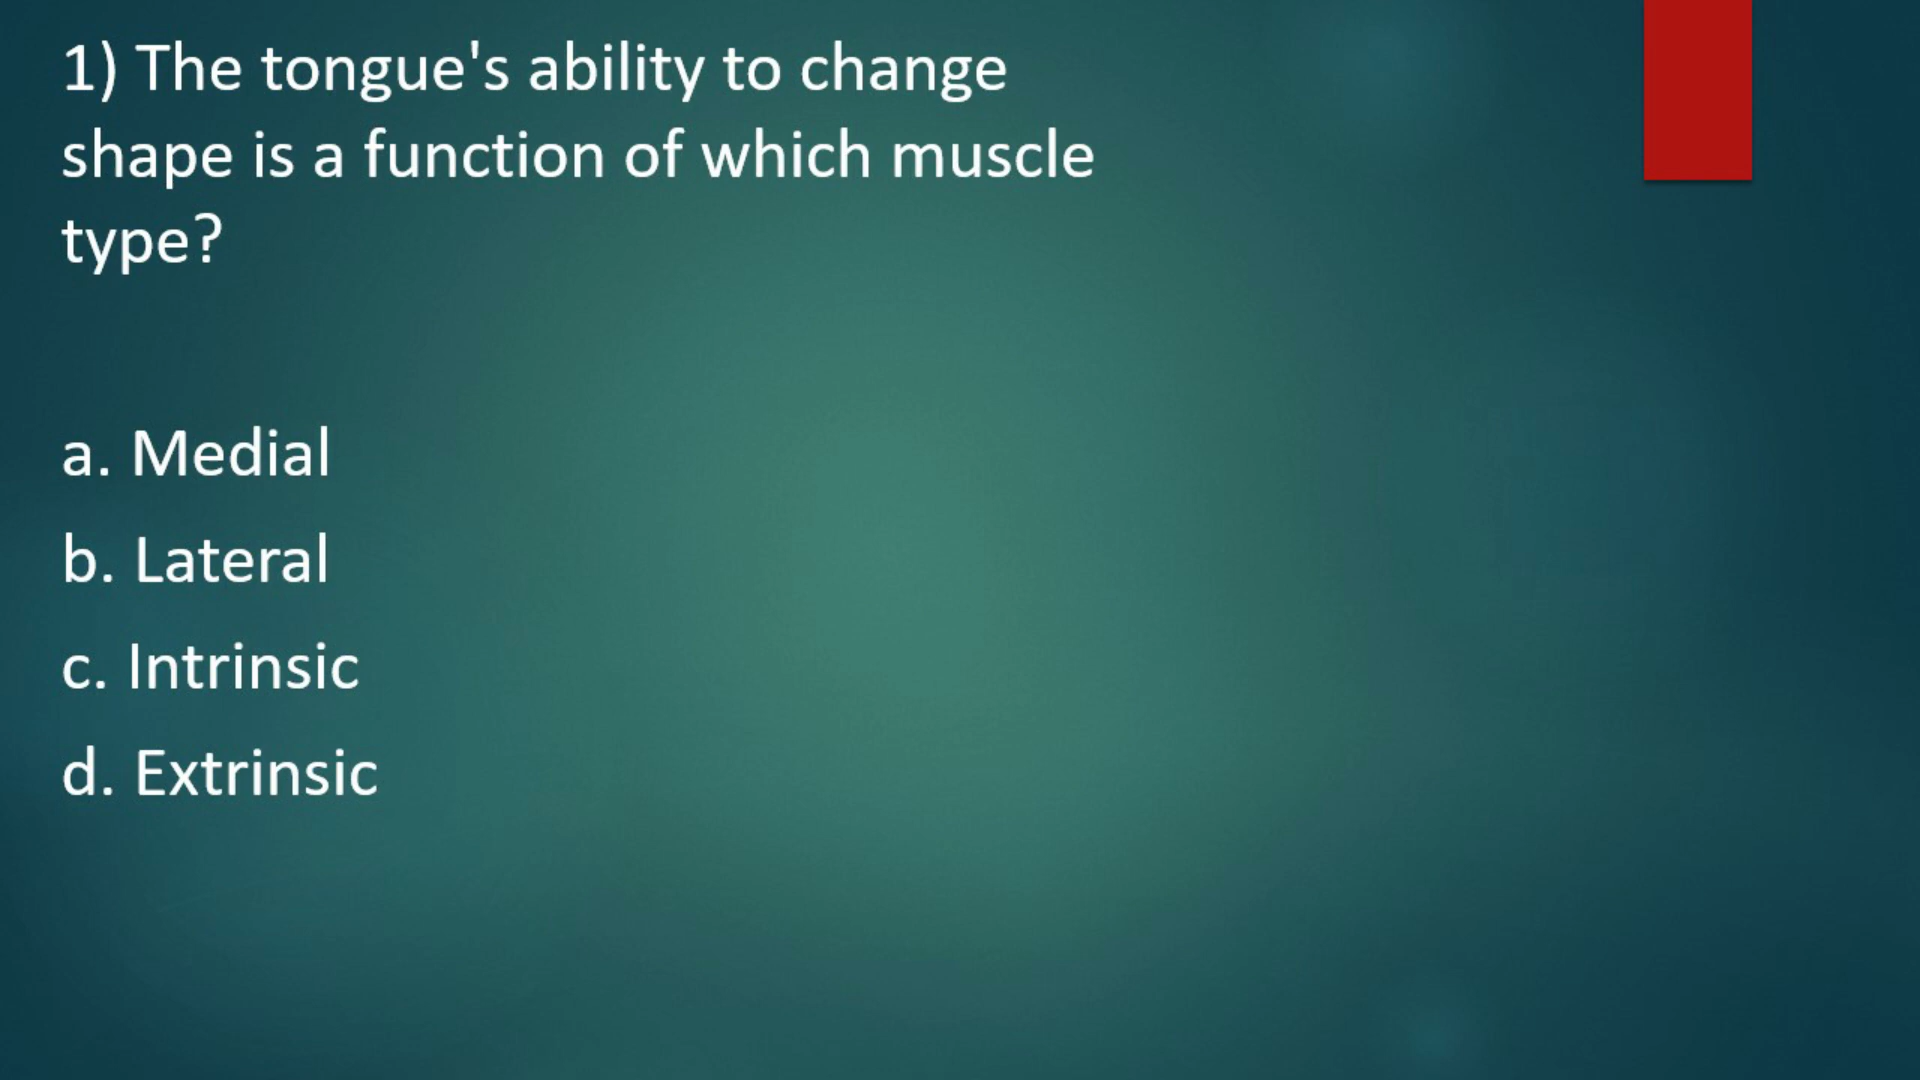 1) The tongue's ability to change
shape is a function of which muscle
type?
a. Medial
b. Lateral
c. Intrinsic
d. Extrinsic